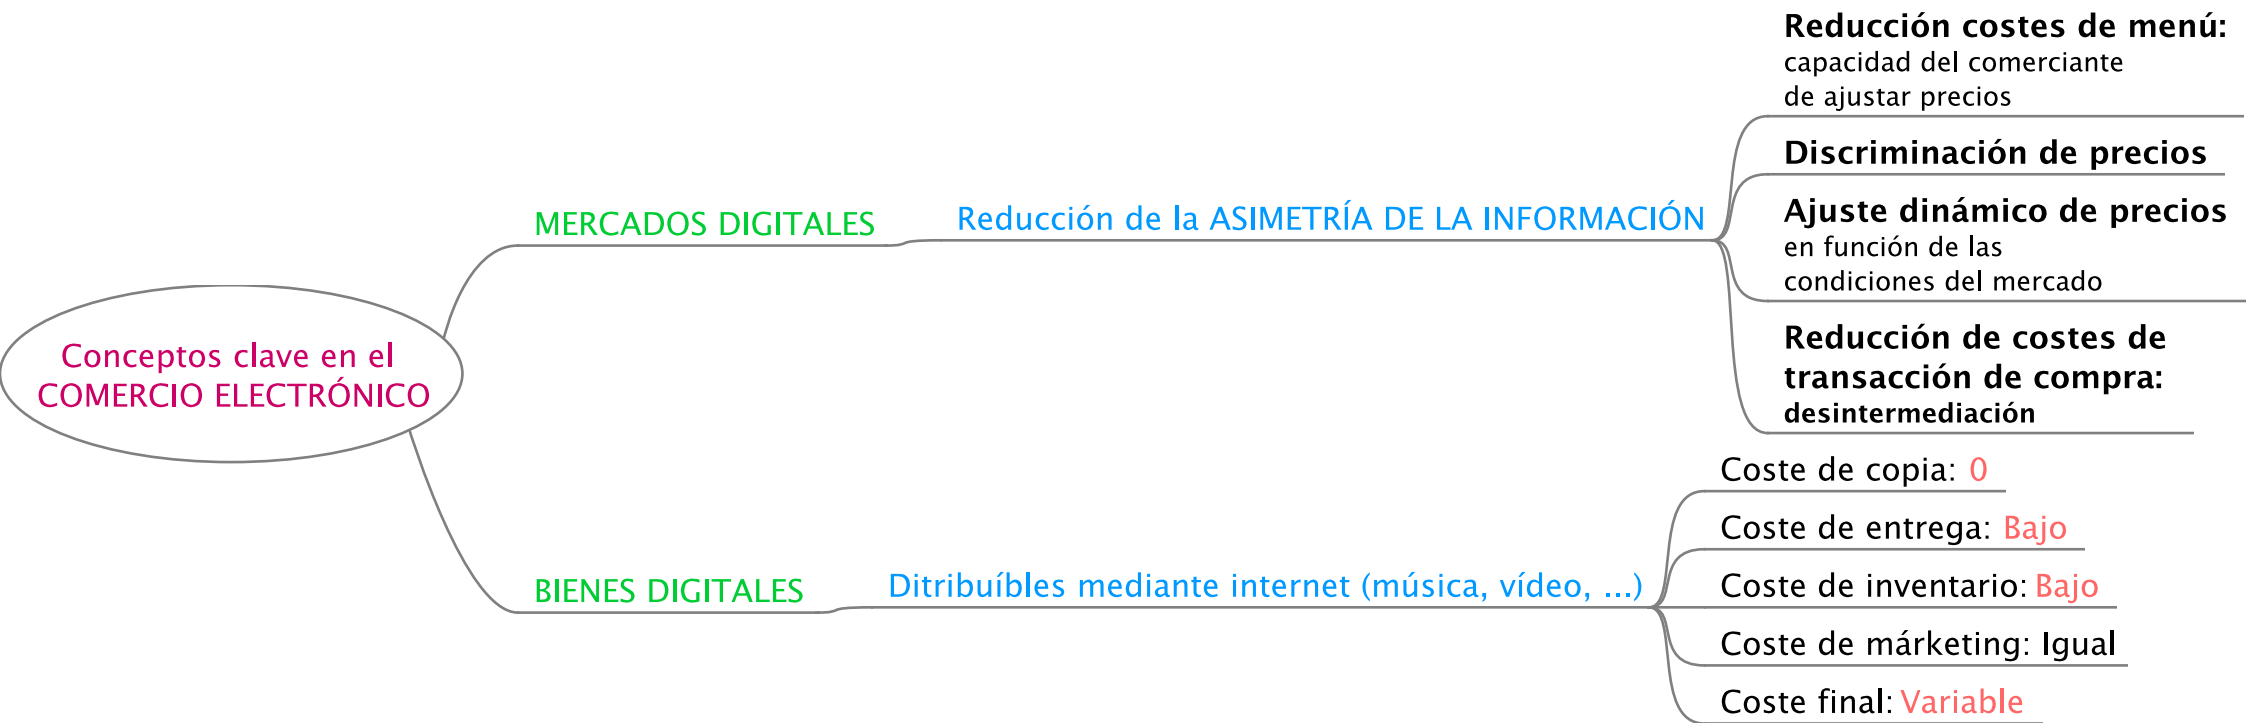 Conceptos clave en el
COMERCIO ELECTRÓNICO
MERCADOS DIGITALES
Reducción de la ASIMETRÍA DE LA INFORMACIÓN
Reducción costes de menú:
capacidad del comerciante
de ajustar precios
Discriminación de precios
Ajuste dinámico de precios
en función de las
condiciones del mercado
Reducción de costes de
transacción de compra:
desintermediación
BIENES DIGITALES
Ditribuíbles mediante internet (música, vídeo, ...)
Coste de copia: 0
Coste de entrega: Bajo
Coste de inventario: Bajo
Coste de márketing: Igual
Coste final: Variable